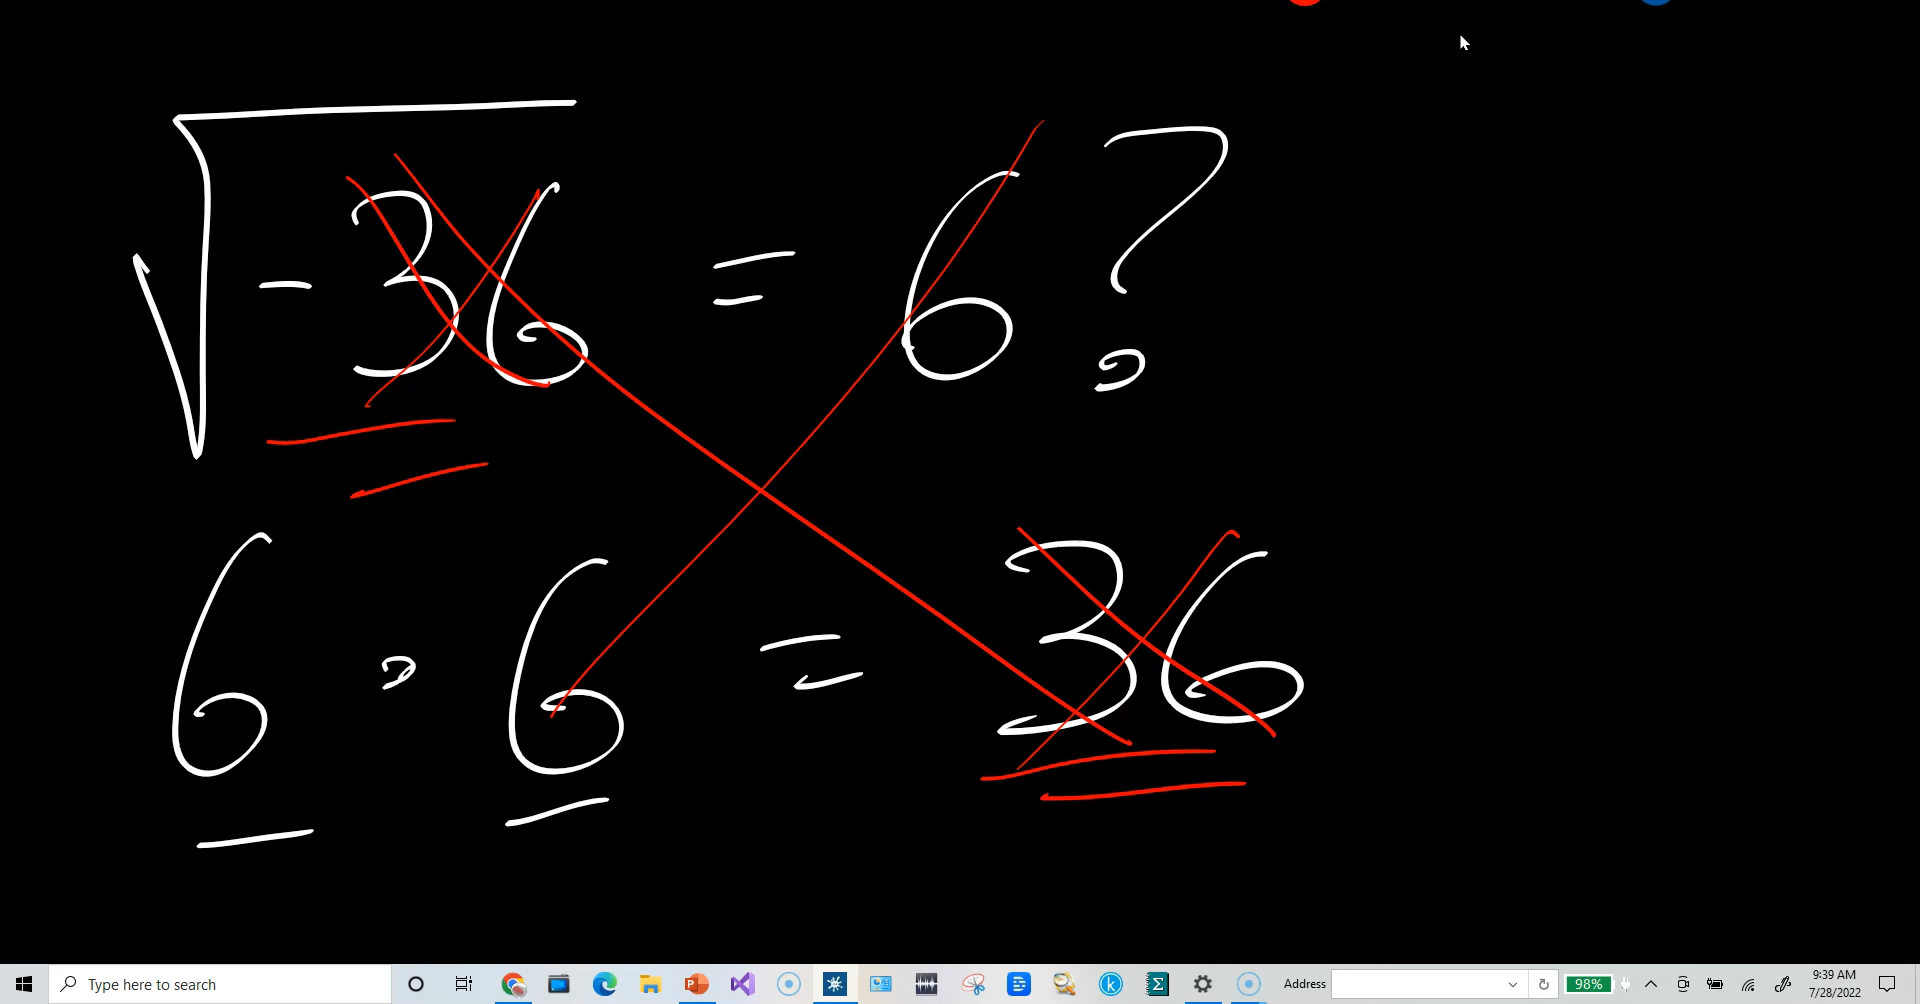 √-36 = 6?
6 · 6 = 36
Type here to search
Address
98%
9:39 AM
7/28/2022